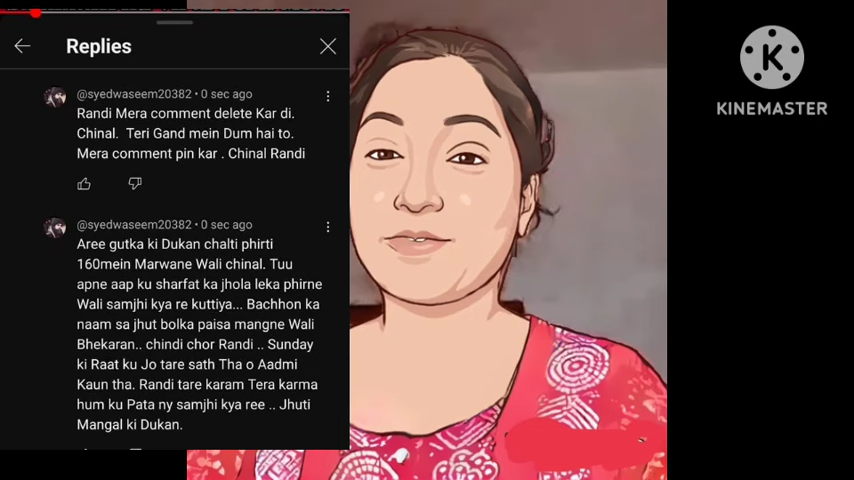 Replies
@syedwaseem20382 • 0 sec ago
Randi Mera comment delete Kar di.
Chinal. Teri Gand mein Dum hai to.
Mera comment pin kar . Chinal Randi
@syedwaseem20382 • 0 sec ago
Aree gutka ki Dukan chalti phirti
160mein Marwane Wali chinal. Tuu
apne aap ku sharfat ka jhola leka phirne
Wali samjhi kya re kuttiya... Bachhon ka
naam sa jhut bolka paisa mangne Wali
Bhekaran.. chindi chor Randi .. Sunday
ki Raat ku Jo tare sath Tha o Aadmi
Kaun tha. Randi tare karam Tera karma
hum ku Pata ny samjhi kya ree .. Jhuti
Mangal ki Dukan.
KINEMASTER